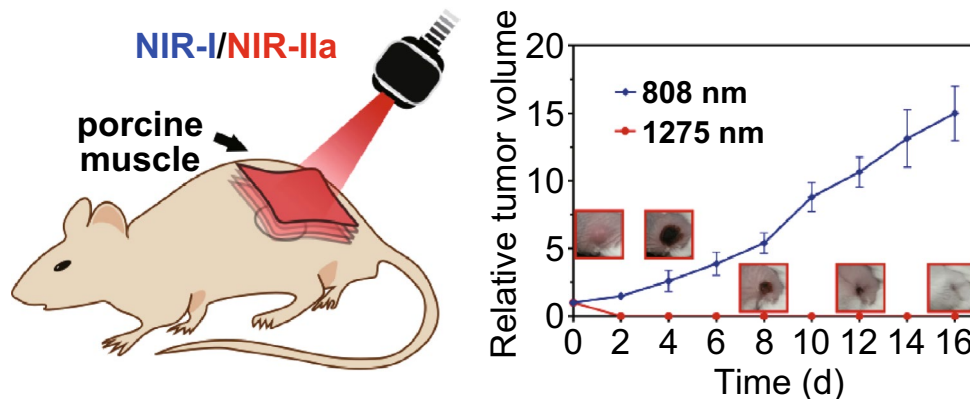 NIR-I/NIR-IIa
porcine
muscle
Relative tumor volume
20
15
10
5
0
808 nm
1275 nm
0 2 4 6 8 10 12 14 16
Time (d)